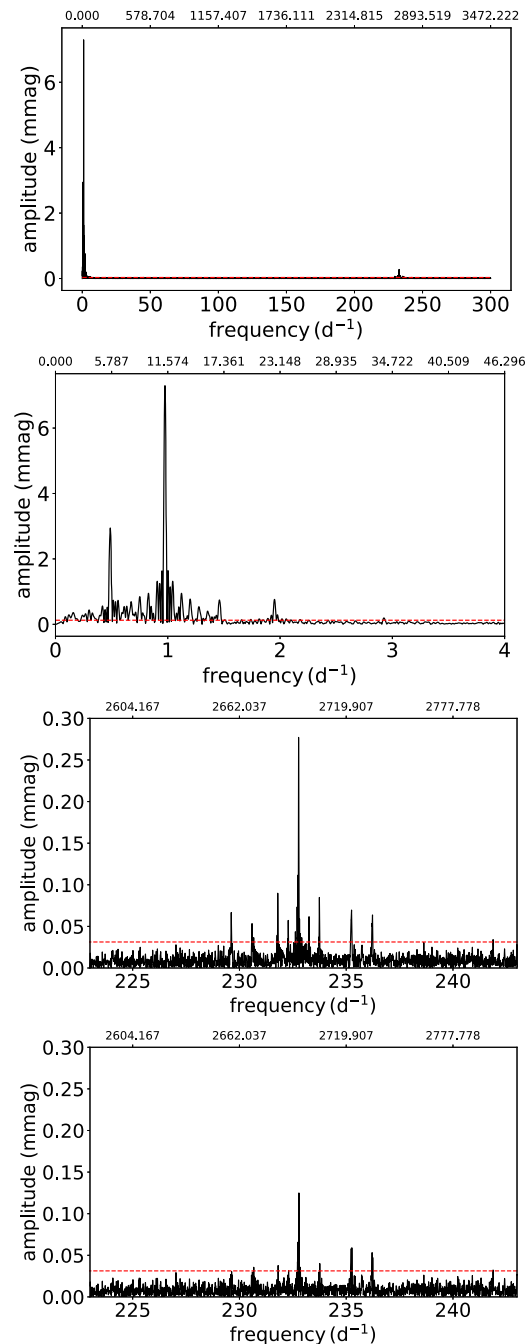 0.000 578.704 1157.407 1736.111 2314.815 2893.519 3472.222
6
4
2
0
amplitude (mmag)
0 50 100 150 200 250 300
frequency (d⁻¹)
0.000 5.787 11.574 17.361 23.148 28.935 34.722 40.509 46.296
6
4
2
0
amplitude (mmag)
0 1 2 3 4
frequency (d⁻¹)
2604.167 2662.037 2719.907 2777.778
0.30
0.25
0.20
0.15
0.10
0.05
0.00
amplitude (mmag)
225 230 235 240
frequency (d⁻¹)
2604.167 2662.037 2719.907 2777.778
0.30
0.25
0.20
0.15
0.10
0.05
0.00
amplitude (mmag)
225 230 235 240
frequency (d⁻¹)